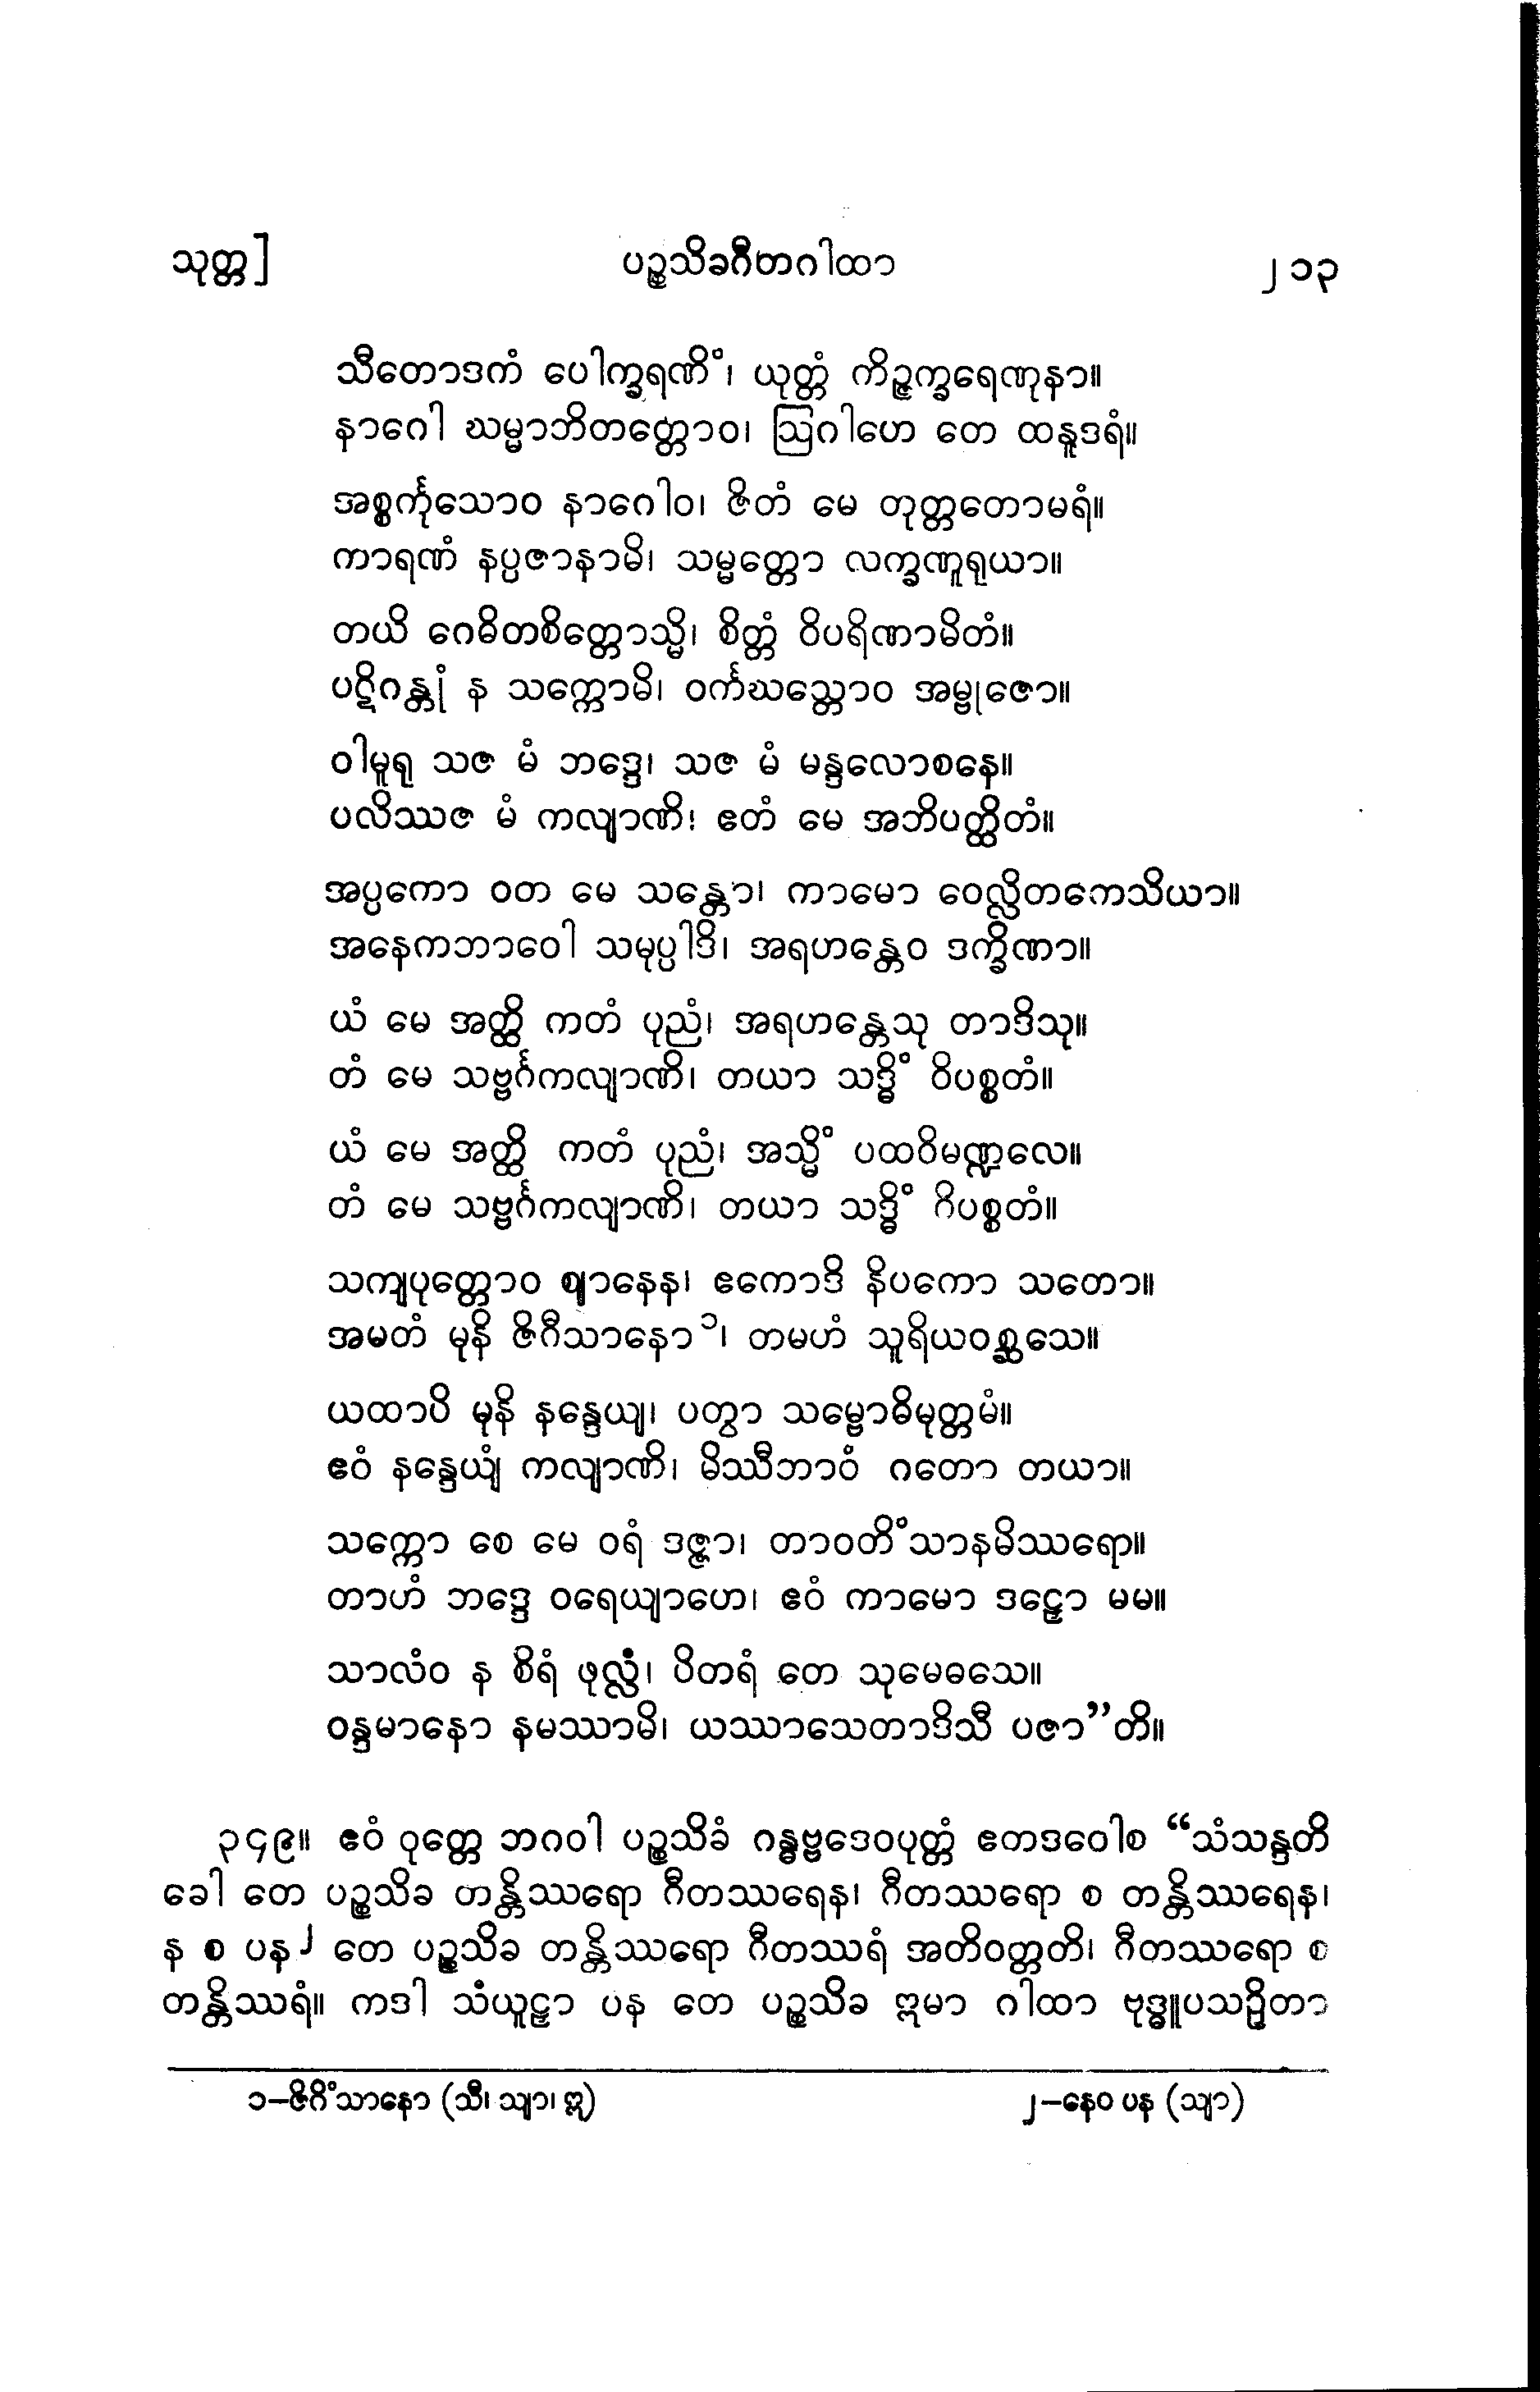 သုတ္တ]
ပဉ္စသိခဂီတဂါထာ
၂၁၃
သီတောဒကံ ပေါက္ခရဏိံ၊ ယုတ္တံ ကိဉ္ဇက္ခရေဏုနာ။
နာဂေါ ဃမ္မာဘိတတ္တောဝ၊ ဩဂါဟေ တေ ထနူဒရံ။
အစ္စင်္ကုသောဝ နာဂေါဝ၊ ဇိတံ မေ တုတ္တတောမရံ။
ကာရဏံ နပ္ပဇာနာမိ၊ သမ္မတ္တော လက္ခဏူရုယာ။
တယိ ဂေဓိတစိတ္တောသ္မိ၊ စိတ္တံ ဝိပရိဏာမိတံ။
ပဋိဂန္တုံ န သက္ကောမိ၊ ဝင်္ကဃသ္တောဝ အမ္ဗုဇော။
ဝါမူရု သဇ မံ ဘဒ္ဒေ၊ သဇ မံ မန္ဒလောစနေ။
ပလိဿဇ မံ ကလျာဏိ၊ ဧတံ မေ အဘိပတ္ထိတံ။
အပ္ပကော ဝတ မေ သန္တော၊ ကာမော ဝေလ္လိတကေသိယာ။
အနေကဘာဝေါ သမုပ္ပါဒိ၊ အရဟန္တေဝ ဒက္ခိဏာ။
ယံ မေ အတ္ထိ ကတံ ပုညံ၊ အရဟန္တေသု တာဒိသု။
တံ မေ သဗ္ဗင်္ဂကလျာဏိ၊ တယာ သဒ္ဓိံ ဝိပစ္စတံ။
ယံ မေ အတ္ထိ ကတံ ပုညံ၊ အသ္မိံ ပထဝိမဏ္ဍလေ။
တံ မေ သဗ္ဗင်္ဂကလျာဏိ၊ တယာ သဒ္ဓိံ ဝိပစ္စတံ။
သကျပုတ္တောဝ ဈာနေန၊ ဧကောဒိ နိပကော သတော။
အမတံ မုနိ ဇိဂီသာနော၁၊ တမဟံ သူရိယဝစ္ဆသေ။
ယထာပိ မုနိ နန္ဒေယျ၊ ပတွာ သမ္ဗောဓိမုတ္တမံ။
ဧဝံ နန္ဒေယျံ ကလျာဏိ၊ မိဿီဘာဝံ ဂတော တယာ။
သက္ကော စေ မေ ဝရံ ဒဇ္ဇာ၊ တာဝတိံသာနမိဿရော။
တာဟံ ဘဒ္ဒေ ဝရေယျာဟေ၊ ဧဝံ ကာမော ဒဠှော မမ။
သာလံဝ န စိရံ ဖုလ္လံ၊ ပိတရံ တေ သုမေဓသေ။
ဝန္ဒမာနော နမဿာမိ၊ ယဿာသေတာဒိသီ ပဇာ”တိ။
၃၄၉။ ဧဝံ ဝုတ္တေ ဘဂဝါ ပဉ္စသိခံ ဂန္ဓဗ္ဗဒေဝပုတ္တံ ဧတဒဝေါစ “သံသန္ဒတိ
ခေါ တေ ပဉ္စသိခ တန္တိဿရော ဂီတဿရေန၊ ဂီတဿရော စ တန္တိဿရေန၊
န စ ပန၂ တေ ပဉ္စသိခ တန္တိဿရော ဂီတဿရံ အတိဝတ္တတိ၊ ဂီတဿရော စ
တန္တိဿရံ။ ကဒါ သံယူဠှာ ပန တေ ပဉ္စသိခ ဣမာ ဂါထာ ဗုဒ္ဓူပသဉှိတာ
၁–ဇိဂိံသာနော (သီ၊ သျာ၊ ဣ)
၂–နေဝ ပန (သျာ)